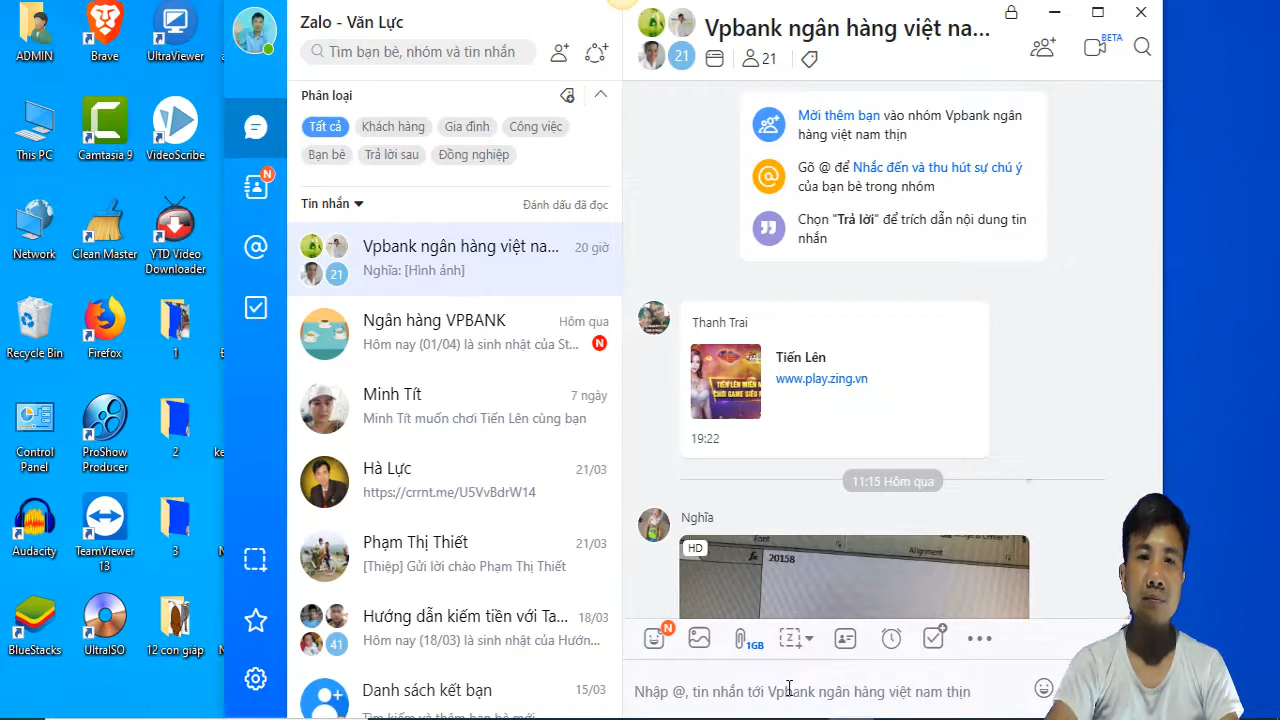 ADMIN
Brave
UltraViewer
This PC
Camtasia 9
VideoScribe
Network
Clean Master
YTD Video
Downloader
Recycle Bin
Firefox
1
Control
Panel
ProShow
Producer
2
Audacity
TeamViewer
13
3
BlueStacks
UltraISO
12 con giáp
N
Zalo - Văn Lực
Tìm bạn bè, nhóm và tin nhắn
Phân loại
Tất cả
Khách hàng
Gia đình
Công việc
Bạn bè
Trả lời sau
Đồng nghiệp
Tin nhắn
Đánh dấu đã đọc
Vpbank ngân hàng việt na...
20 giờ
21
Nghĩa: [Hình ảnh]
Ngân hàng VPBANK
Hôm qua
Hôm nay (01/04) là sinh nhật của St...
N
Minh Tít
7 ngày
Minh Tít muốn chơi Tiến Lên cùng bạn
Hà Lực
21/03
https://crrnt.me/U5VvBdrW14
Phạm Thị Thiết
21/03
[Thiệp] Gửi lời chào Phạm Thị Thiết
Hướng dẫn kiếm tiền với Ta...
18/03
41
Hôm nay (18/03) là sinh nhật của Hướn...
Danh sách kết bạn
15/03
Vpbank ngân hàng việt na...
21
21
BETA
Mời thêm bạn vào nhóm Vpbank ngân
hàng việt nam thịn
Gõ @ để Nhắc đến và thu hút sự chú ý
của bạn bè trong nhóm
Chọn "Trả lời" để trích dẫn nội dung tin
nhắn
Thanh Trai
Tiến Lên
www.play.zing.vn
19:22
11:15 Hôm qua
Nghĩa
HD
Font
Alignment
fx
20158
N
1GB
Nhập @, tin nhắn tới Vpbank ngân hàng việt nam thịn